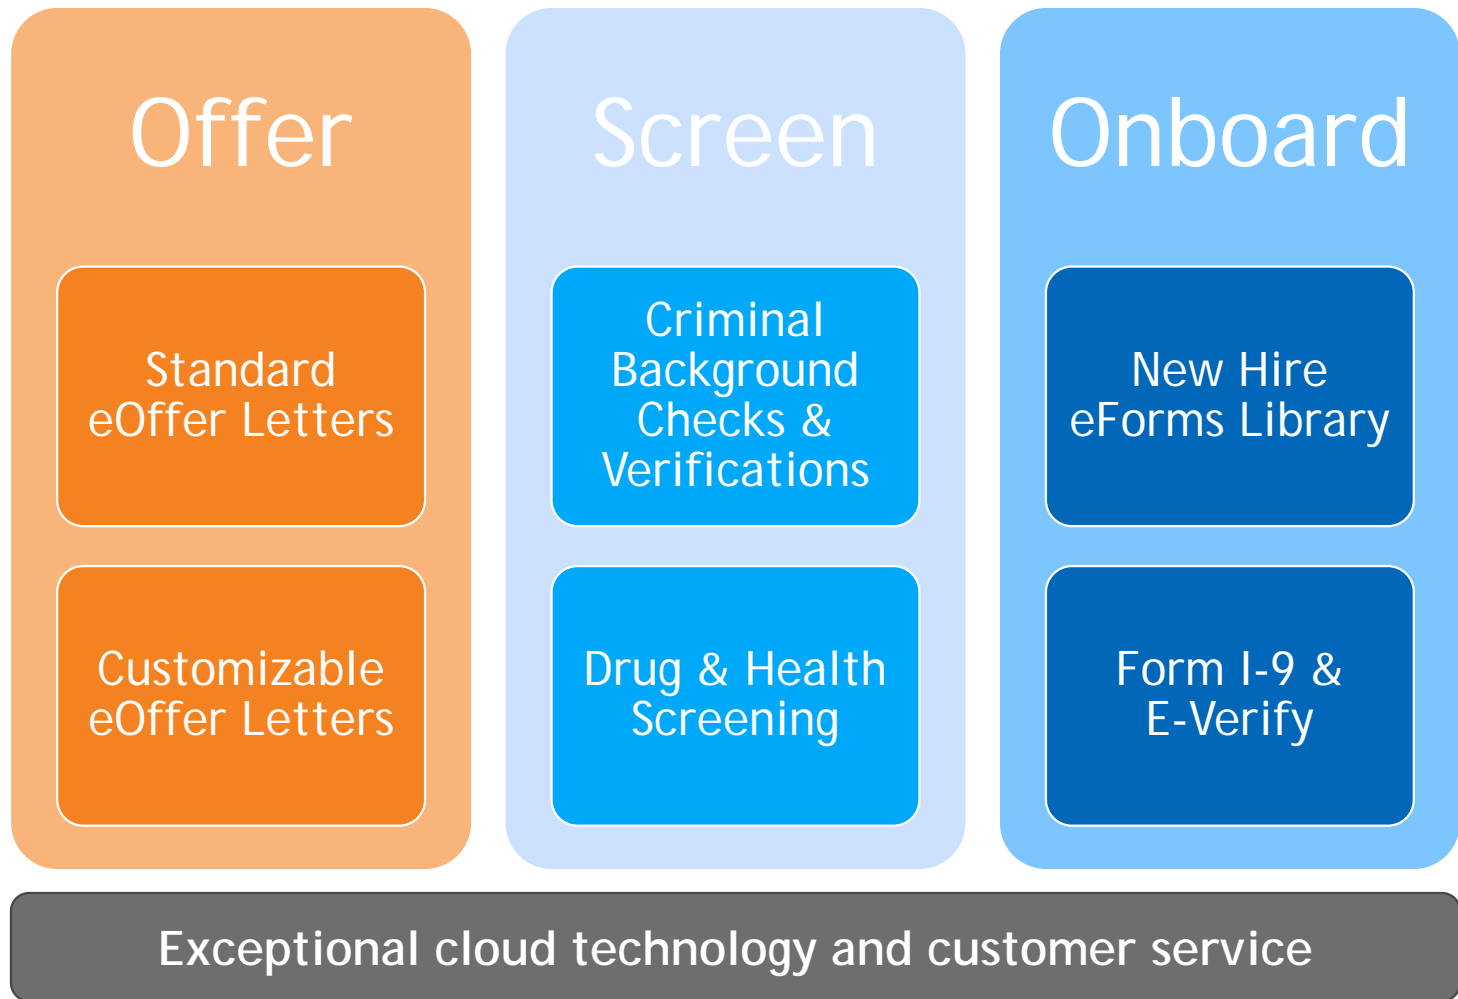 Offer
Standard
eOffer Letters
Customizable
eOffer Letters
Screen
Criminal
Background
Checks &
Verifications
Drug & Health
Screening
Onboard
New Hire
eForms Library
Form I-9 &
E-Verify
Exceptional cloud technology and customer service